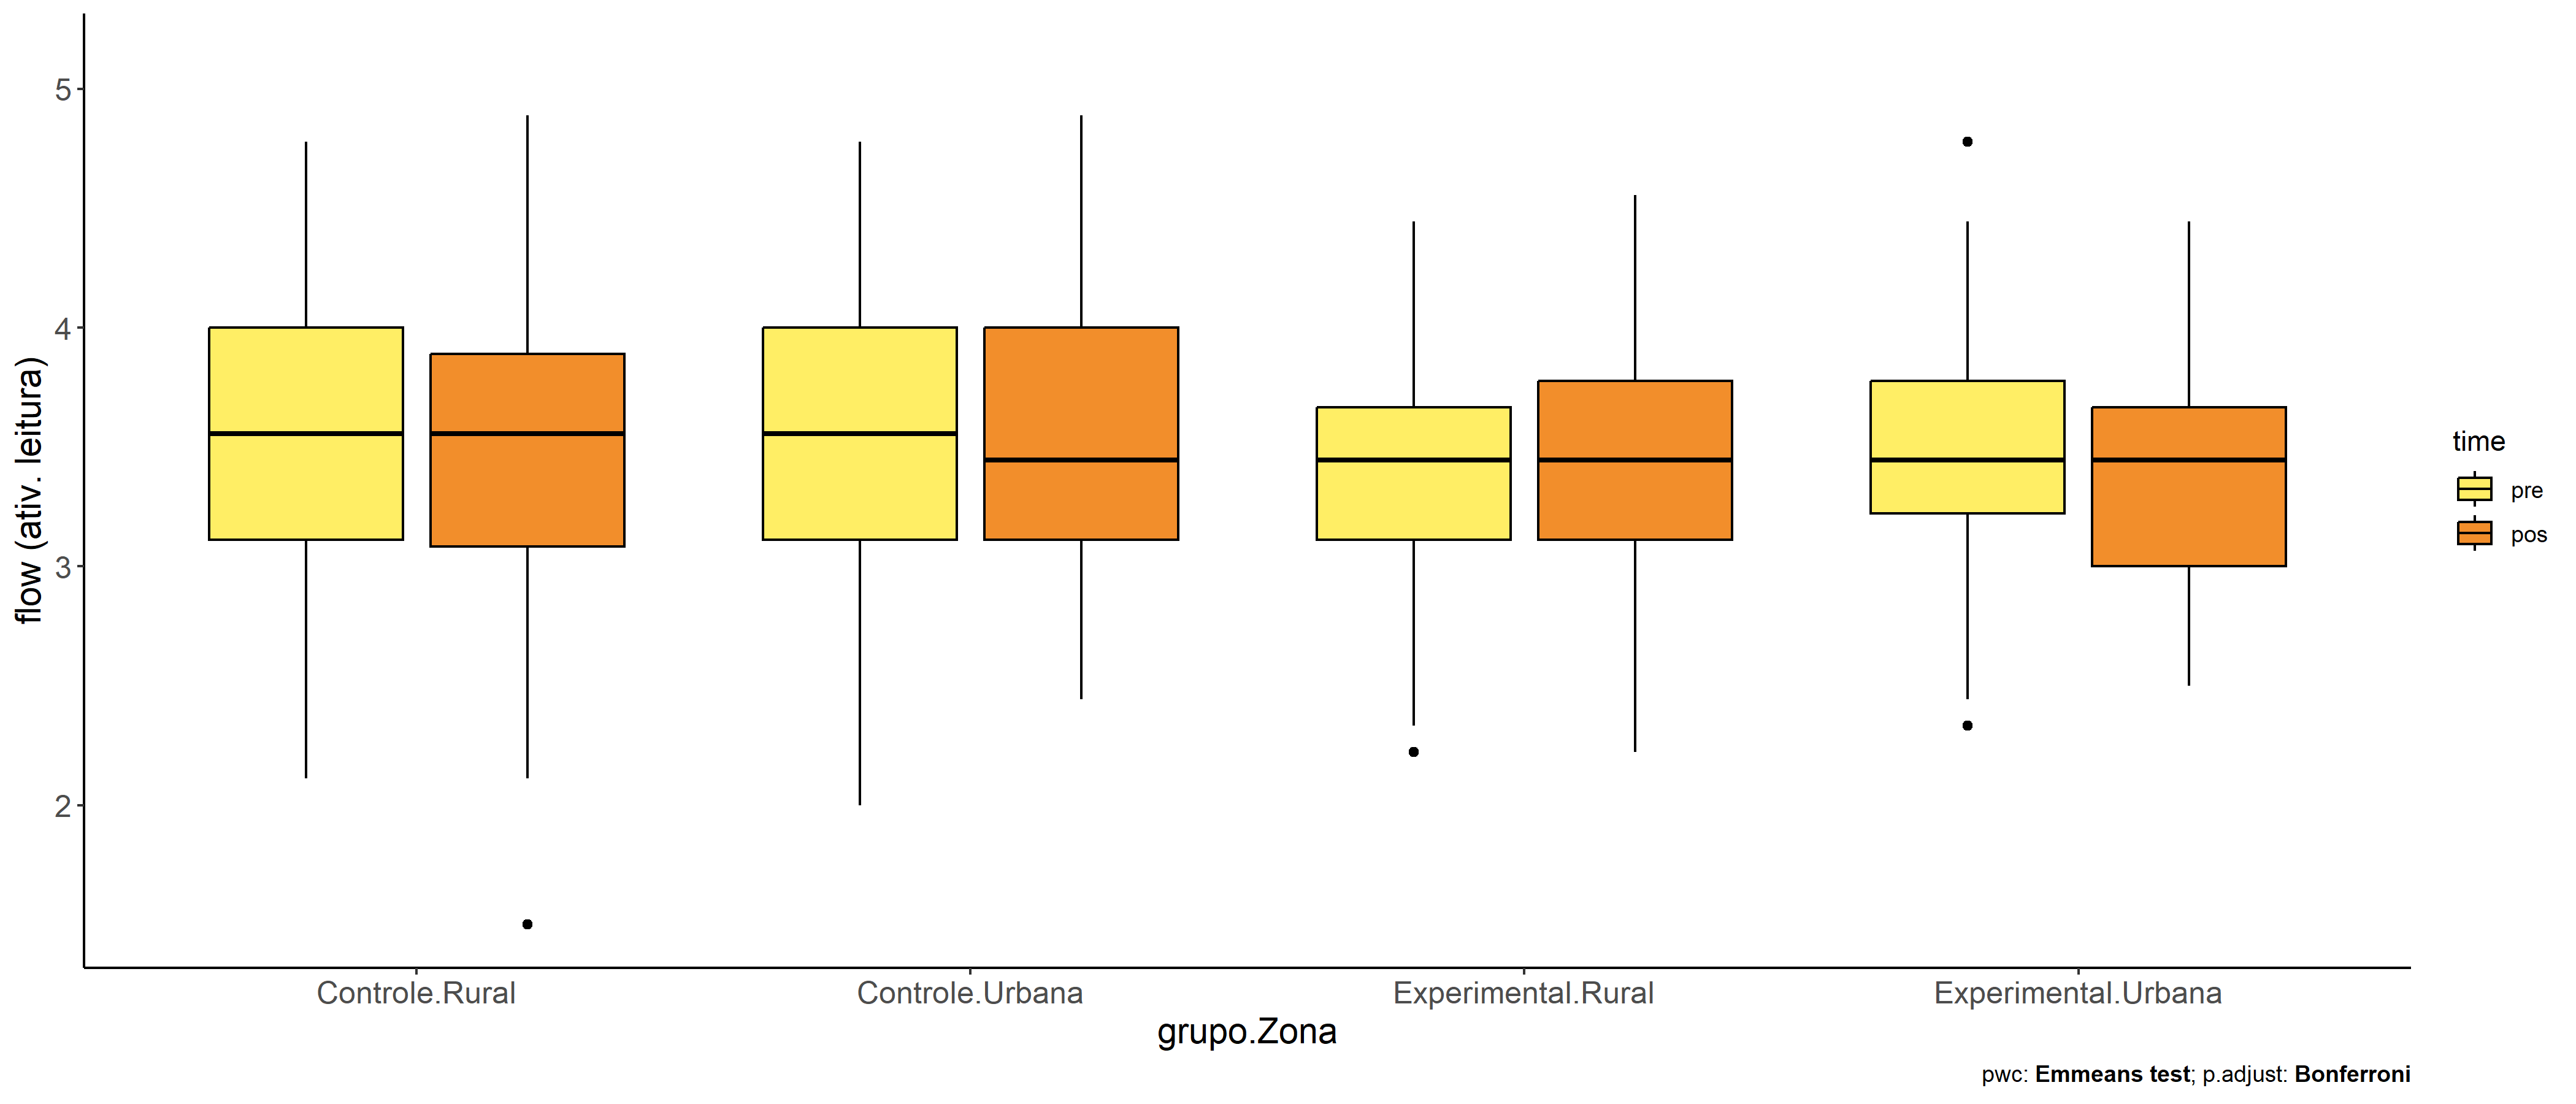 flow (ativ. leitura)
5
4
3
2
Controle.Rural
Controle.Urbana
Experimental.Rural
Experimental.Urbana
grupo.Zona
time
pre
pos
pwc: Emmeans test; p.adjust: Bonferroni